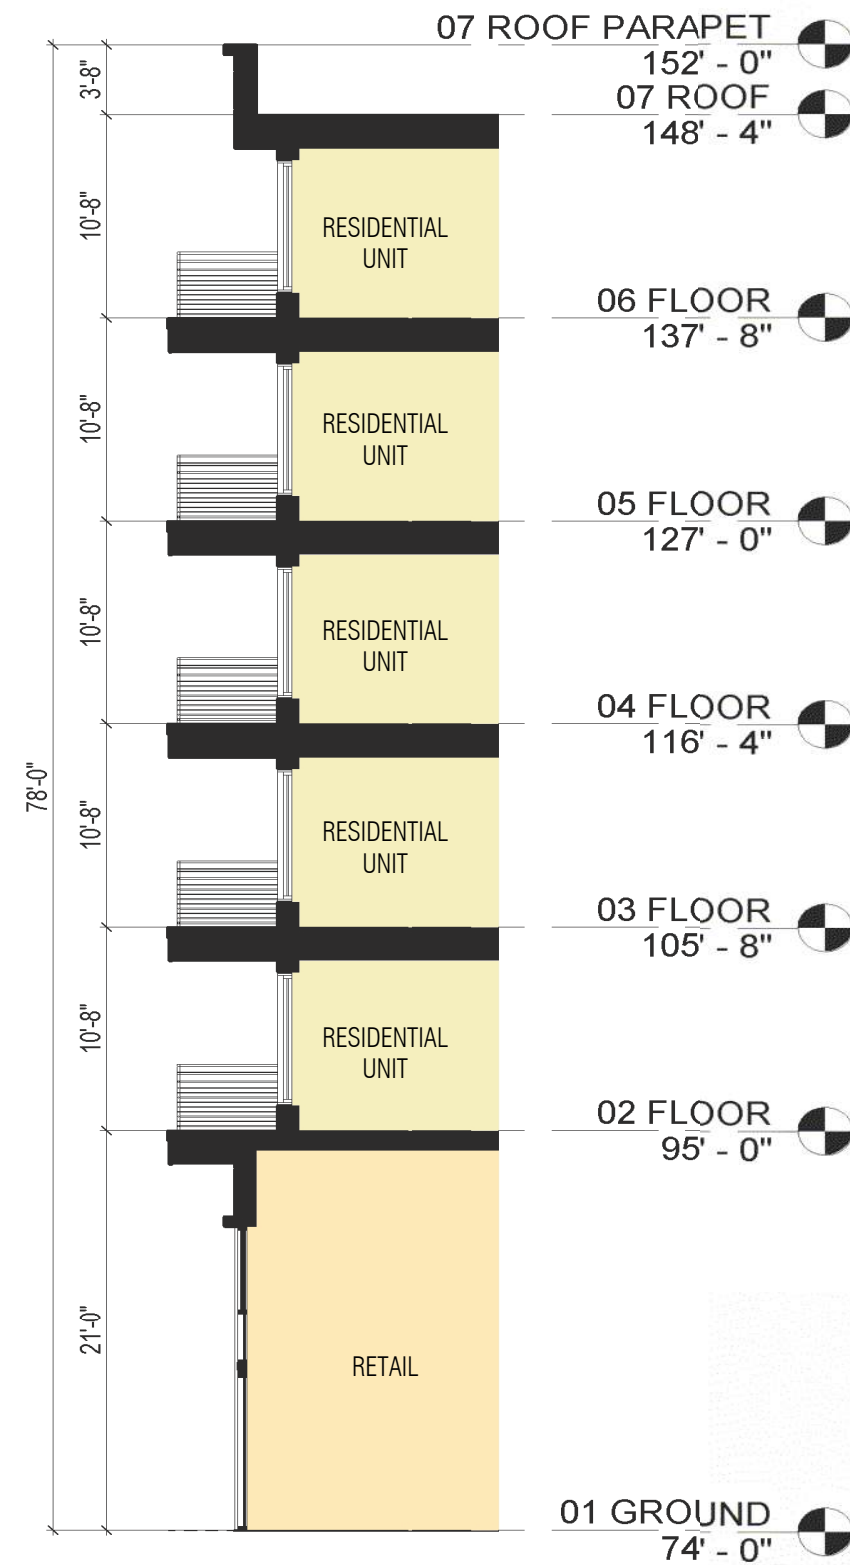 07 ROOF PARAPET
152' - 0"
3'-8"
07 ROOF
148' - 4"
10'-8"
RESIDENTIAL
UNIT
06 FLOOR
137' - 8"
10'-8"
RESIDENTIAL
UNIT
05 FLOOR
127' - 0"
10'-8"
RESIDENTIAL
UNIT
04 FLOOR
116' - 4"
78'-0"
10'-8"
RESIDENTIAL
UNIT
03 FLOOR
105' - 8"
10'-8"
RESIDENTIAL
UNIT
02 FLOOR
95' - 0"
21'-0"
RETAIL
01 GROUND
74' - 0"